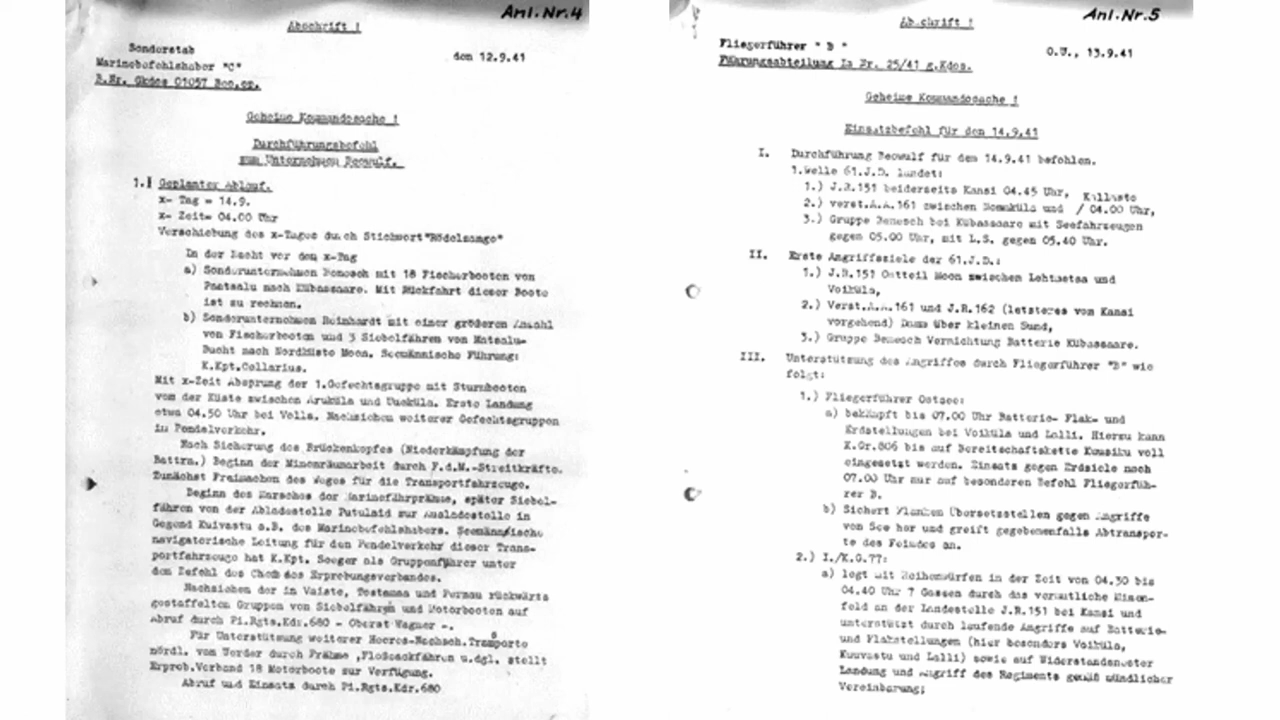 Anl. Nr. 4
Abschrift !
Sonderstab
den 12.9.41
Marinebefehlshaber "C"
B.Nr. Gkdos 01057
Geheime Kommandosache !
Durchführungsbefehl
zum Unternehmen Beowulf.
1.) Geplanter Ablauf.
x- Tag = 14.9.
x- Zeit= 04.00 Uhr
Verschiebung des x-Tages durch Stichwort
In der Nacht vor dem x-Tag
a) Sonderunternehmen Benesch mit 18 Fischerbooten von
nach Kübassaare. Mit Rückfahrt dieser Boote
ist zu rechnen.
b) Sonderunternehmen Reinhardt mit einer größeren Anzahl
von Fischerbooten und 3 Siebelfähren von Matsalu-
Bucht nach Nordküste Moon. Seemännische Führung:
K.Kpt.Collarius.
Mit x-Zeit Absprung der 1.Gefechtsgruppe mit Sturmbooten
von der Küste zwischen und Erste Landung
etwa 04.50 Uhr bei Nachziehen weiterer Gefechtsgruppen
in Pendelverkehr.
Nach Sicherung des Brückenkopfes (Niederkämpfung der
Battrn.) Beginn der Minenräumarbeit durch F.d.M.-Streitkräfte.
Zunächst Freimachen des Weges für die Transportfahrzeuge.
Beginn des Marsches der Marinefährprähme, später Siebel-
fähren von der Abladestelle zur Ausladestelle in
Gegend Kuivastu a.B. des Marinebefehlshabers. Seemännische
navigatorische Leitung für den Pendelverkehr dieser Trans-
portfahrzeuge hat K.Kpt. Seeger als Gruppenführer unter
dem Befehl des Chem des Erprobungsverbandes.
Nachziehen der in Vaiste, Tostamaa und Pernau rückwärts
gestaffelten Gruppen von Siebelfähren und Motorbooten auf
Abruf durch Pi.Rgts.Kdr.680 - Oberst Wagner -.
Für Unterstützung weiterer Heeres-Nachsch.Transporte
nördl. vom Werder durch Prähme ,Floßsackfähren u.dgl. stellt
Erprob.Verband 18 Motorboote zur Verfügung.
Abruf und Einsatz durch Pi.Rgts.Kdr.680
Anl. Nr. 5
Abschrift !
Fliegerführer " B "
O.U., 13.9.41
Führungsabteilung Ia Br. 25/41 g.Kdos.
Geheime Kommandosache !
Einsatzbefehl für den 14.9.41
I. Durchführung Beowulf für den 14.9.41 befohlen.
1.Welle 61.J.D. landet:
1.) J.R.151 beiderseits Kansi 04.45 Uhr,
2.) verst.A.A.161 zwischen und / Kallaste 04.00 Uhr,
3.) Gruppe Benesch bei Kübassaare mit Seefahrzeugen
gegen 05.00 Uhr, mit L.S. gegen 05.40 Uhr.
II. Erste Angriffsziele der 61.J.D.:
1.) J.R.151 Ostteil Moon zwischen Lehtsetsa und
Voiküla,
2.) Verst.A.A.161 und J.R.162 (letzteres von Kansi
vorgehend) Damm über kleinen Sund,
3.) Gruppe Benesch Vernichtung Batterie Kübassaare.
III. Unterstützung des Angriffes durch Fliegerführer "B" wie
folgt:
1.) Fliegerführer Ostsee:
a) bekämpft bis 07.00 Uhr Batterie- Flak- und
Erdstellungen bei Voiküla und Lalli. Hierzu kann
K.Gr.806 bis auf Bereitschaftskette Kuusiku voll
eingesetzt werden. Einsatz gegen Erdziele nach
07.00 Uhr nur auf besonderen Befehl Fliegerfüh-
rer B.
b) Sichert Flanken Übersetzstellen gegen Angriffe
von See her und greift gegebenenfalls Abtranspor-
te des Feindes an.
2.) I./K.G.77:
a) legt mit Reihenwürfen in der Zeit von 04.30 bis
04.40 Uhr 7 Gassen durch das vermutliche Minen-
feld an der Landestelle J.R.151 bei Kansi und
unterstützt durch laufende Angriffe auf Batterie-
und Flakstellungen (hier besonders Voiküla,
Kuuvastu und Lalli) sowie auf Widerstandsnester
Landung und Angriff des Regiments gemäß mündlicher
Vereinbarung;